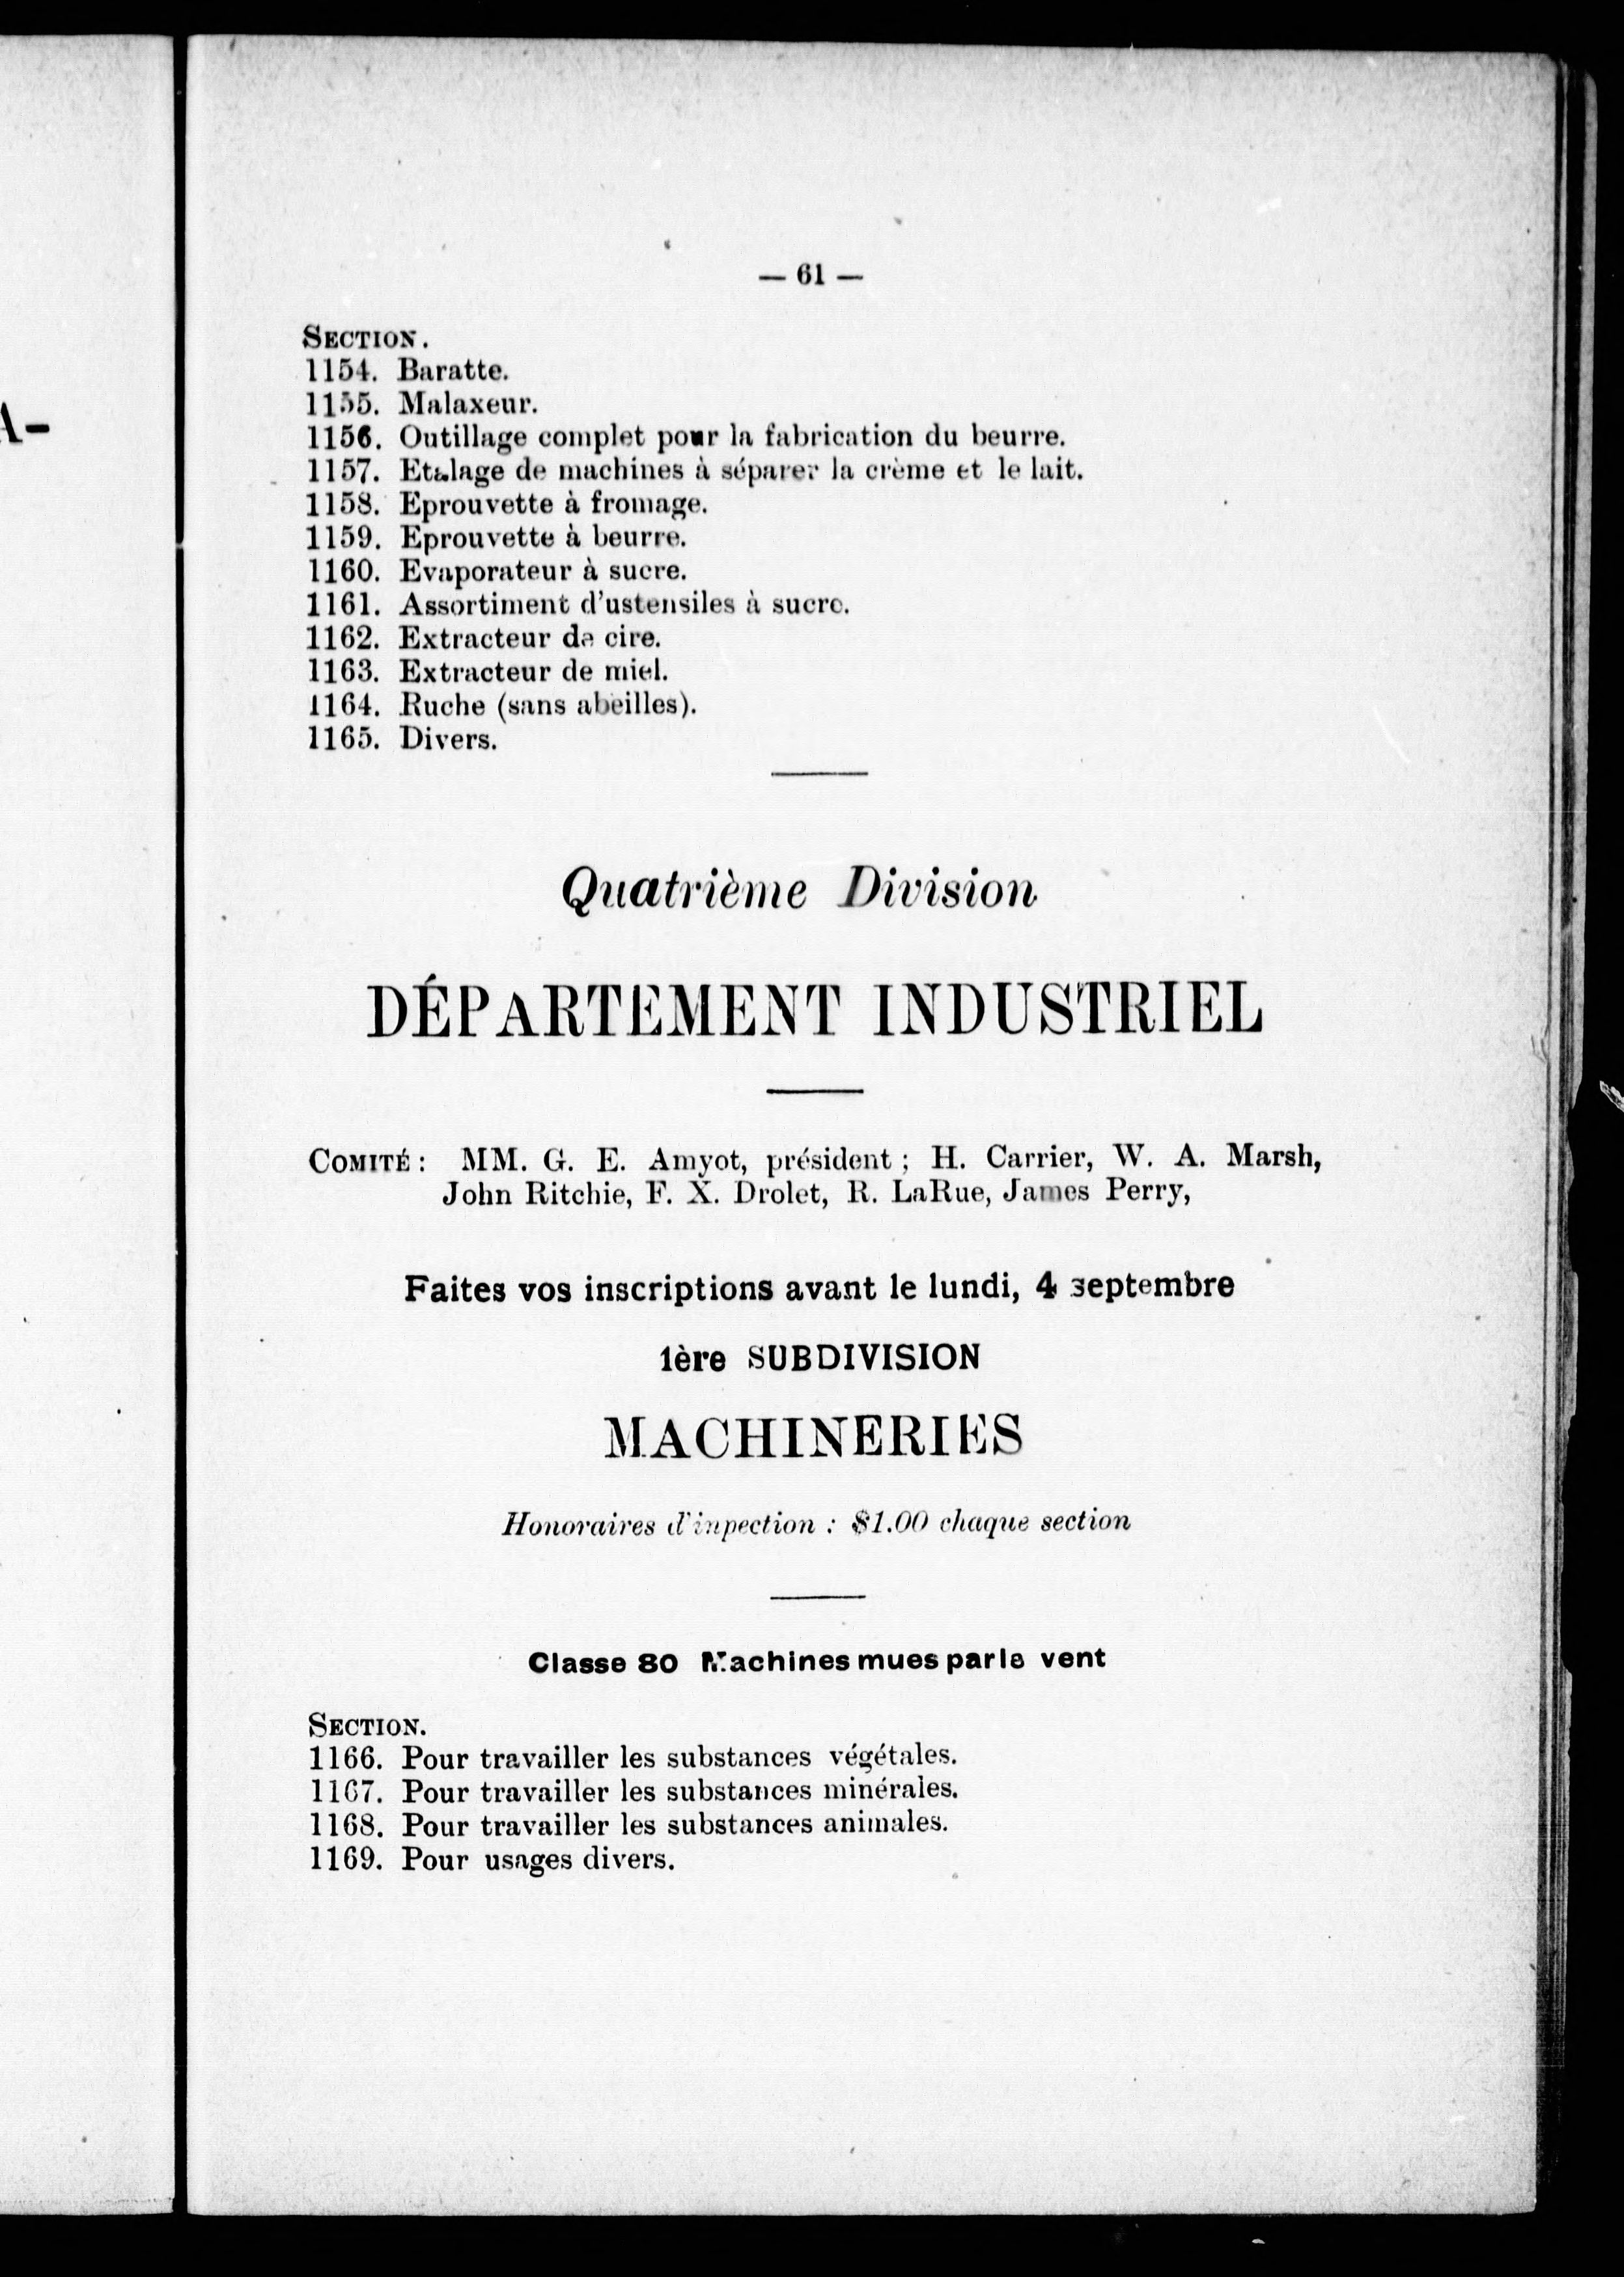 A-
— 61 —
SECTION.
1154. Baratte.
1155. Malaxeur.
1156. Outillage complet pour la fabrication du beurre.
1157. Etalage de machines à séparer la crème et le lait.
1158. Eprouvette à fromage.
1159. Eprouvette à beurre.
1160. Evaporateur à sucre.
1161. Assortiment d'ustensiles à sucre.
1162. Extracteur de cire.
1163. Extracteur de miel.
1164. Ruche (sans abeilles).
1165. Divers.
Quatrième Division
DÉPARTEMENT INDUSTRIEL
COMITÉ : MM. G. E. Amyot, président ; H. Carrier, W. A. Marsh,
John Ritchie, F. X. Drolet, R. LaRue, James Perry,
Faites vos inscriptions avant le lundi, 4 septembre
1ère SUBDIVISION
MACHINERIES
Honoraires d'inpection : $1.00 chaque section
Classe 80 Machines mues par le vent
SECTION.
1166. Pour travailler les substances végétales.
1167. Pour travailler les substances minérales.
1168. Pour travailler les substances animales.
1169. Pour usages divers.